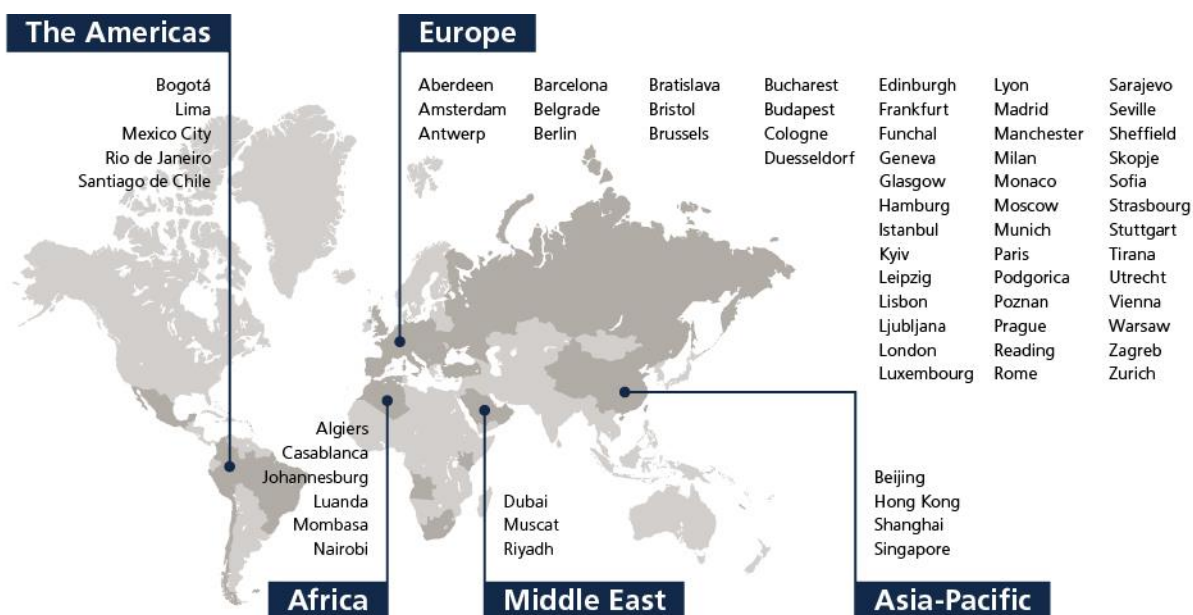 The Americas
Bogotá
Lima
Mexico City
Rio de Janeiro
Santiago de Chile
Europe
Aberdeen
Amsterdam
Antwerp
Barcelona
Belgrade
Berlin
Bratislava
Bristol
Brussels
Bucharest
Budapest
Cologne
Duesseldorf
Edinburgh
Frankfurt
Funchal
Geneva
Glasgow
Hamburg
Istanbul
Kyiv
Leipzig
Lisbon
Ljubljana
London
Luxembourg
Lyon
Madrid
Manchester
Milan
Monaco
Moscow
Munich
Paris
Podgorica
Poznan
Prague
Reading
Rome
Sarajevo
Seville
Sheffield
Skopje
Sofia
Strasbourg
Stuttgart
Tirana
Utrecht
Vienna
Warsaw
Zagreb
Zurich
Algiers
Casablanca
Johannesburg
Luanda
Mombasa
Nairobi
Africa
Dubai
Muscat
Riyadh
Middle East
Beijing
Hong Kong
Shanghai
Singapore
Asia-Pacific